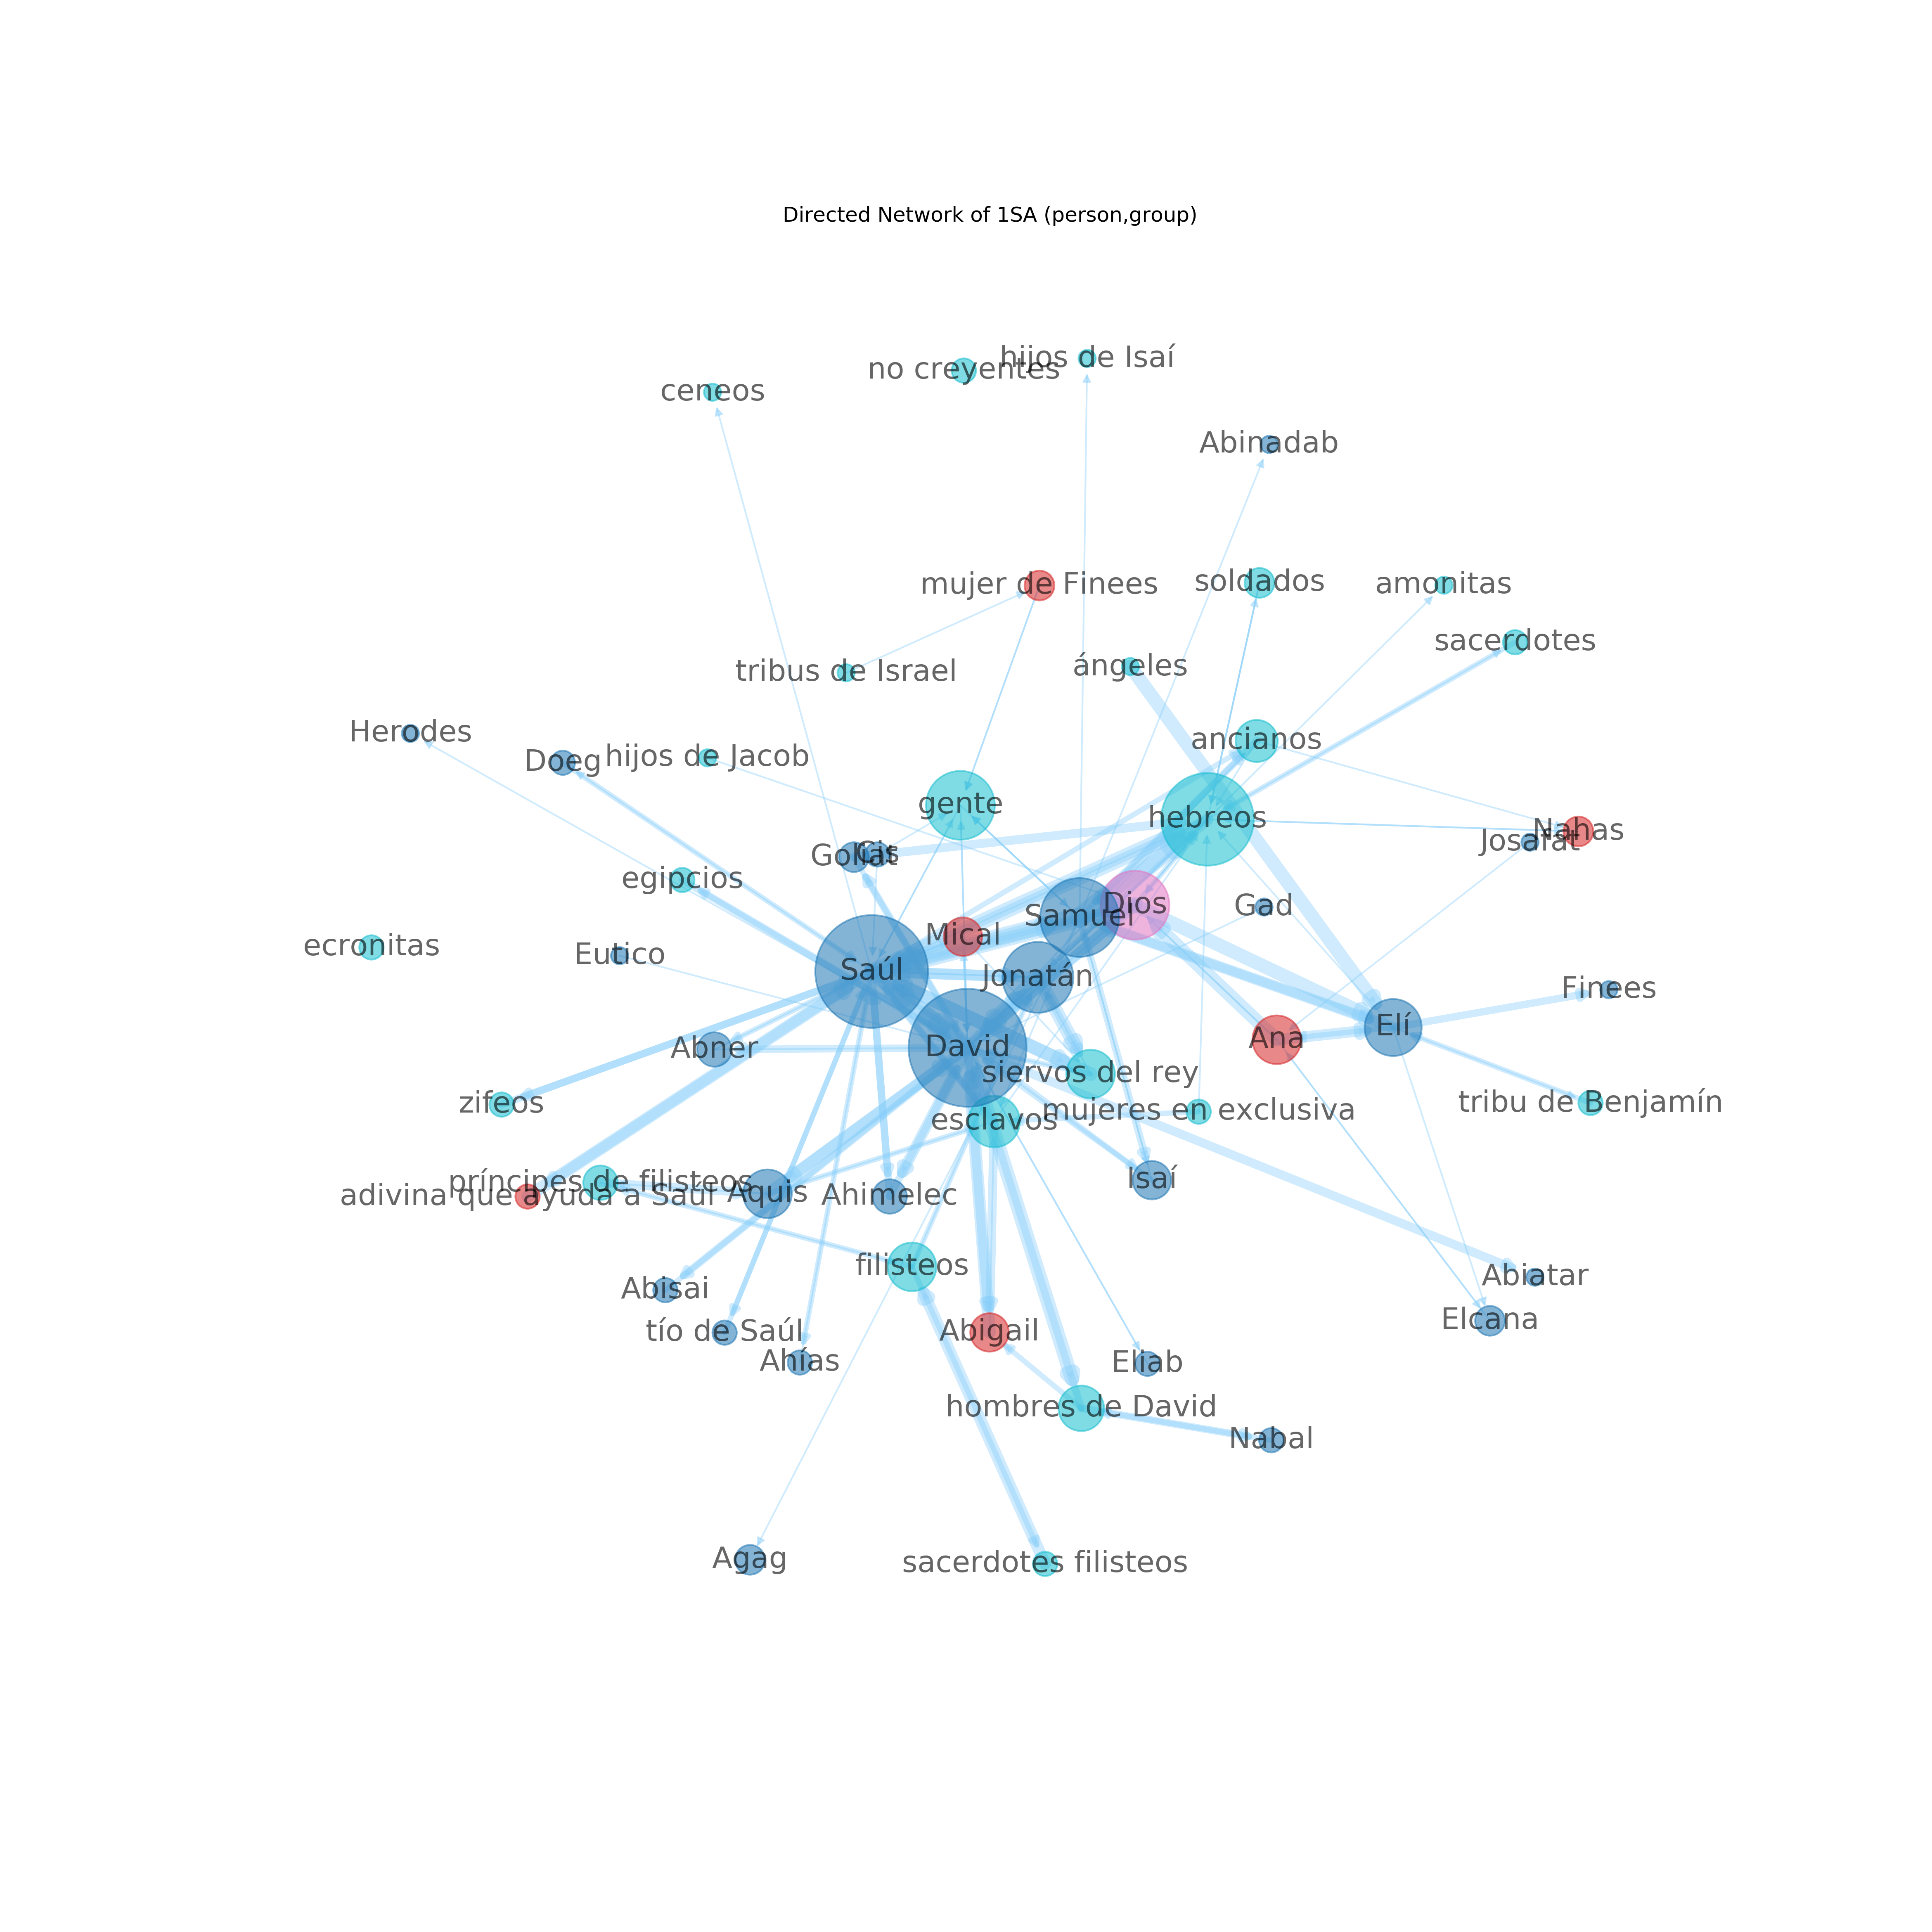 Directed Network of 1SA (person,group)
hijos de Isaí
no creyentes
ceneos
Abinadab
mujer de Finees
soldados
amonitas
sacerdotes
ángeles
tribus de Israel
Herodes
ancianos
hijos de Jacob
Doeg
gente
hebreos
Nahas
Josafat
Goliat
Cis
egipcios
Dios
Gad
Samuel
Mical
ecronitas
Eutico
Saúl
Jonatán
Finees
Elí
Ana
David
Abner
siervos del rey
zifeos
tribu de Benjamín
mujeres en exclusiva
esclavos
Isaí
príncipes de filisteos
Aquis
Ahimelec
adivina que ayuda a Saúl
filisteos
Abiatar
Abisai
Elcana
tío de Saúl
Abigail
Ahías
Eliab
hombres de David
Nabal
Agag
sacerdotes filisteos